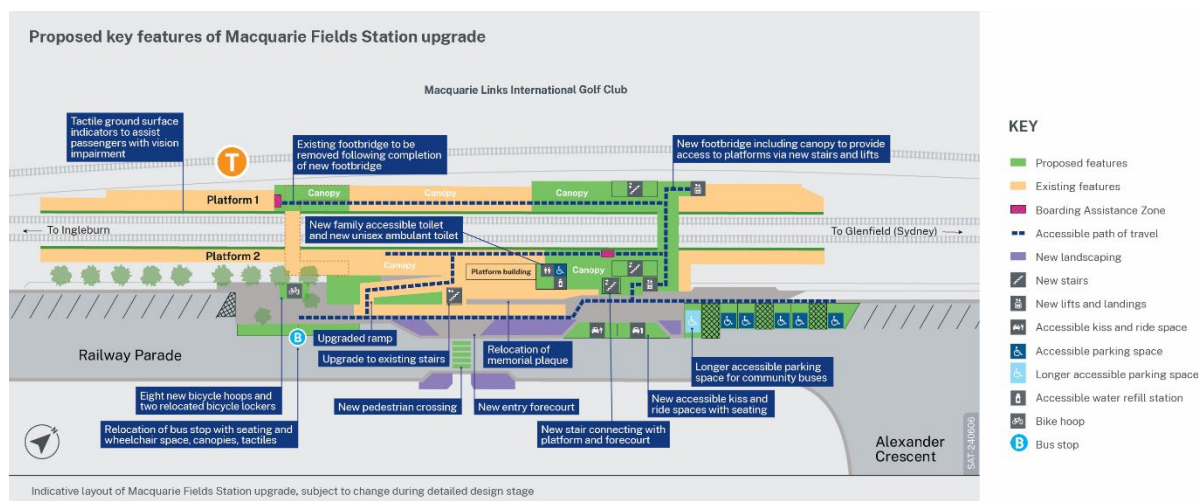 Proposed key features of Macquarie Fields Station upgrade
Macquarie Links International Golf Club
Tactile ground surface
indicators to assist
passengers with vision
impairment
T
Existing footbridge to be
removed following completion
of new footbridge
New footbridge including canopy to provide
access to platforms via new stairs and lifts
Platform 1
Canopy
Canopy
Canopy
To Ingleburn
New family accessible toilet
and new unisex ambulant toilet
To Glenfield (Sydney)
Platform 2
Canopy
Platform building
Canopy
Railway Parade
B
Upgraded ramp
Upgrade to existing stairs
Relocation of
memorial plaque
Longer accessible parking
space for community buses
Eight new bicycle hoops and
two relocated bicycle lockers
New pedestrian crossing
New entry forecourt
New accessible kiss and
ride spaces with seating
Relocation of bus stop with seating and
wheelchair space, canopies, tactiles
New stair connecting with
platform and forecourt
Alexander
Crescent
SAT-240606
Indicative layout of Macquarie Fields Station upgrade, subject to change during detailed design stage
KEY
Proposed features
Existing features
Boarding Assistance Zone
Accessible path of travel
New landscaping
New stairs
New lifts and landings
Accessible kiss and ride space
Accessible parking space
Longer accessible parking space
Accessible water refill station
Bike hoop
B Bus stop